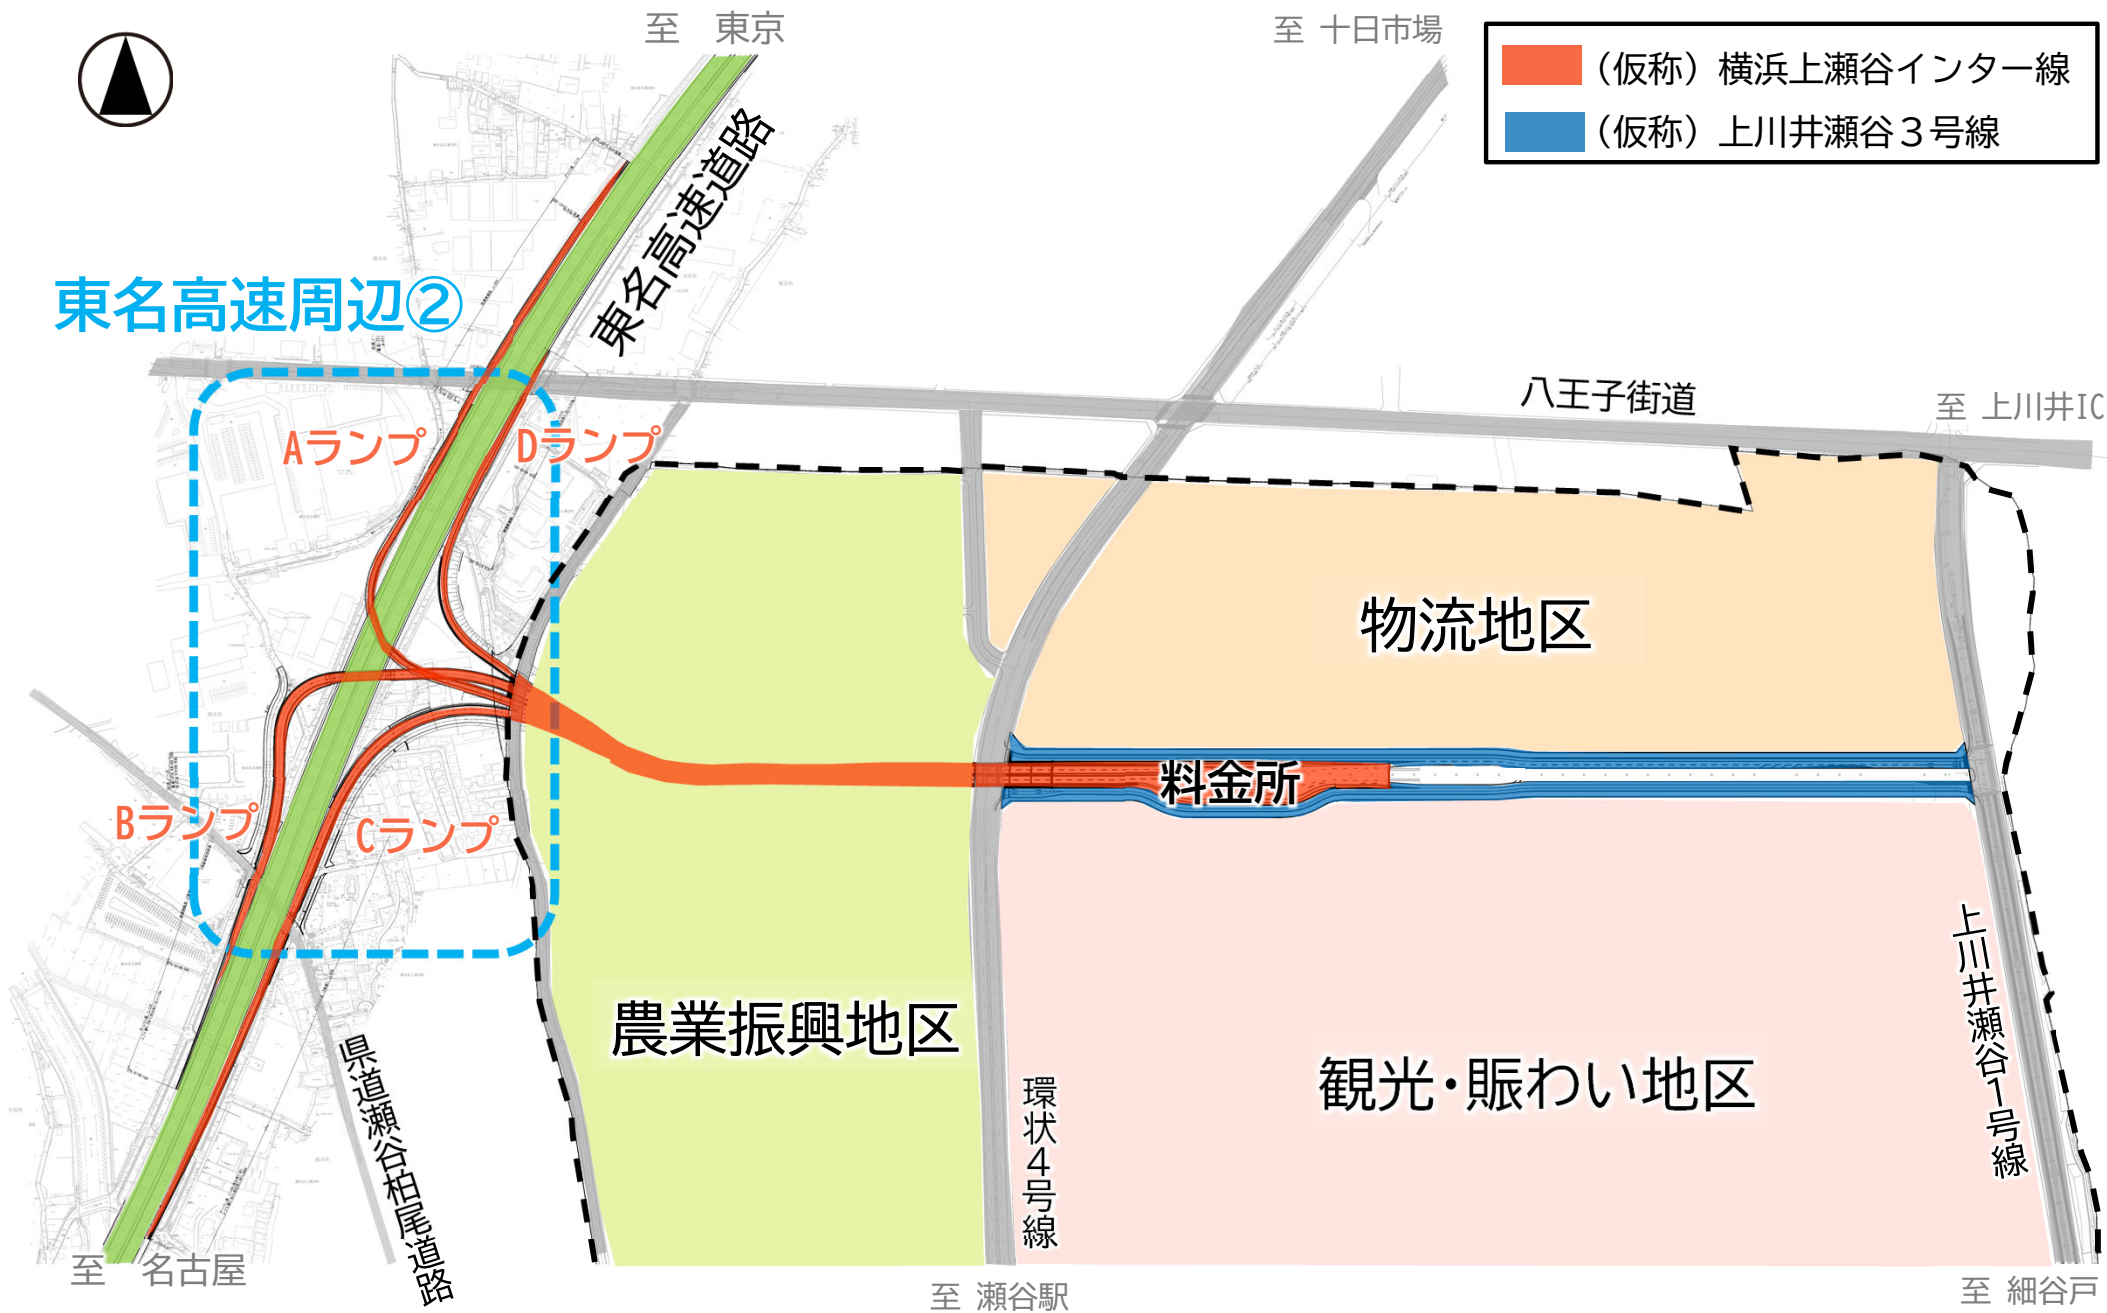 至　東京
至 十日市場
（仮称）横浜上瀬谷インター線
（仮称）上川井瀬谷３号線
東名高速道路
東名高速周辺②
八王子街道
至 上川井IC
Aランプ
Dランプ
物流地区
料金所
Bランプ
Cランプ
農業振興地区
観光・賑わい地区
上川井瀬谷1号線
環状４号線
県道瀬谷柏尾道路
至　名古屋
至 瀬谷駅
至 細谷戸